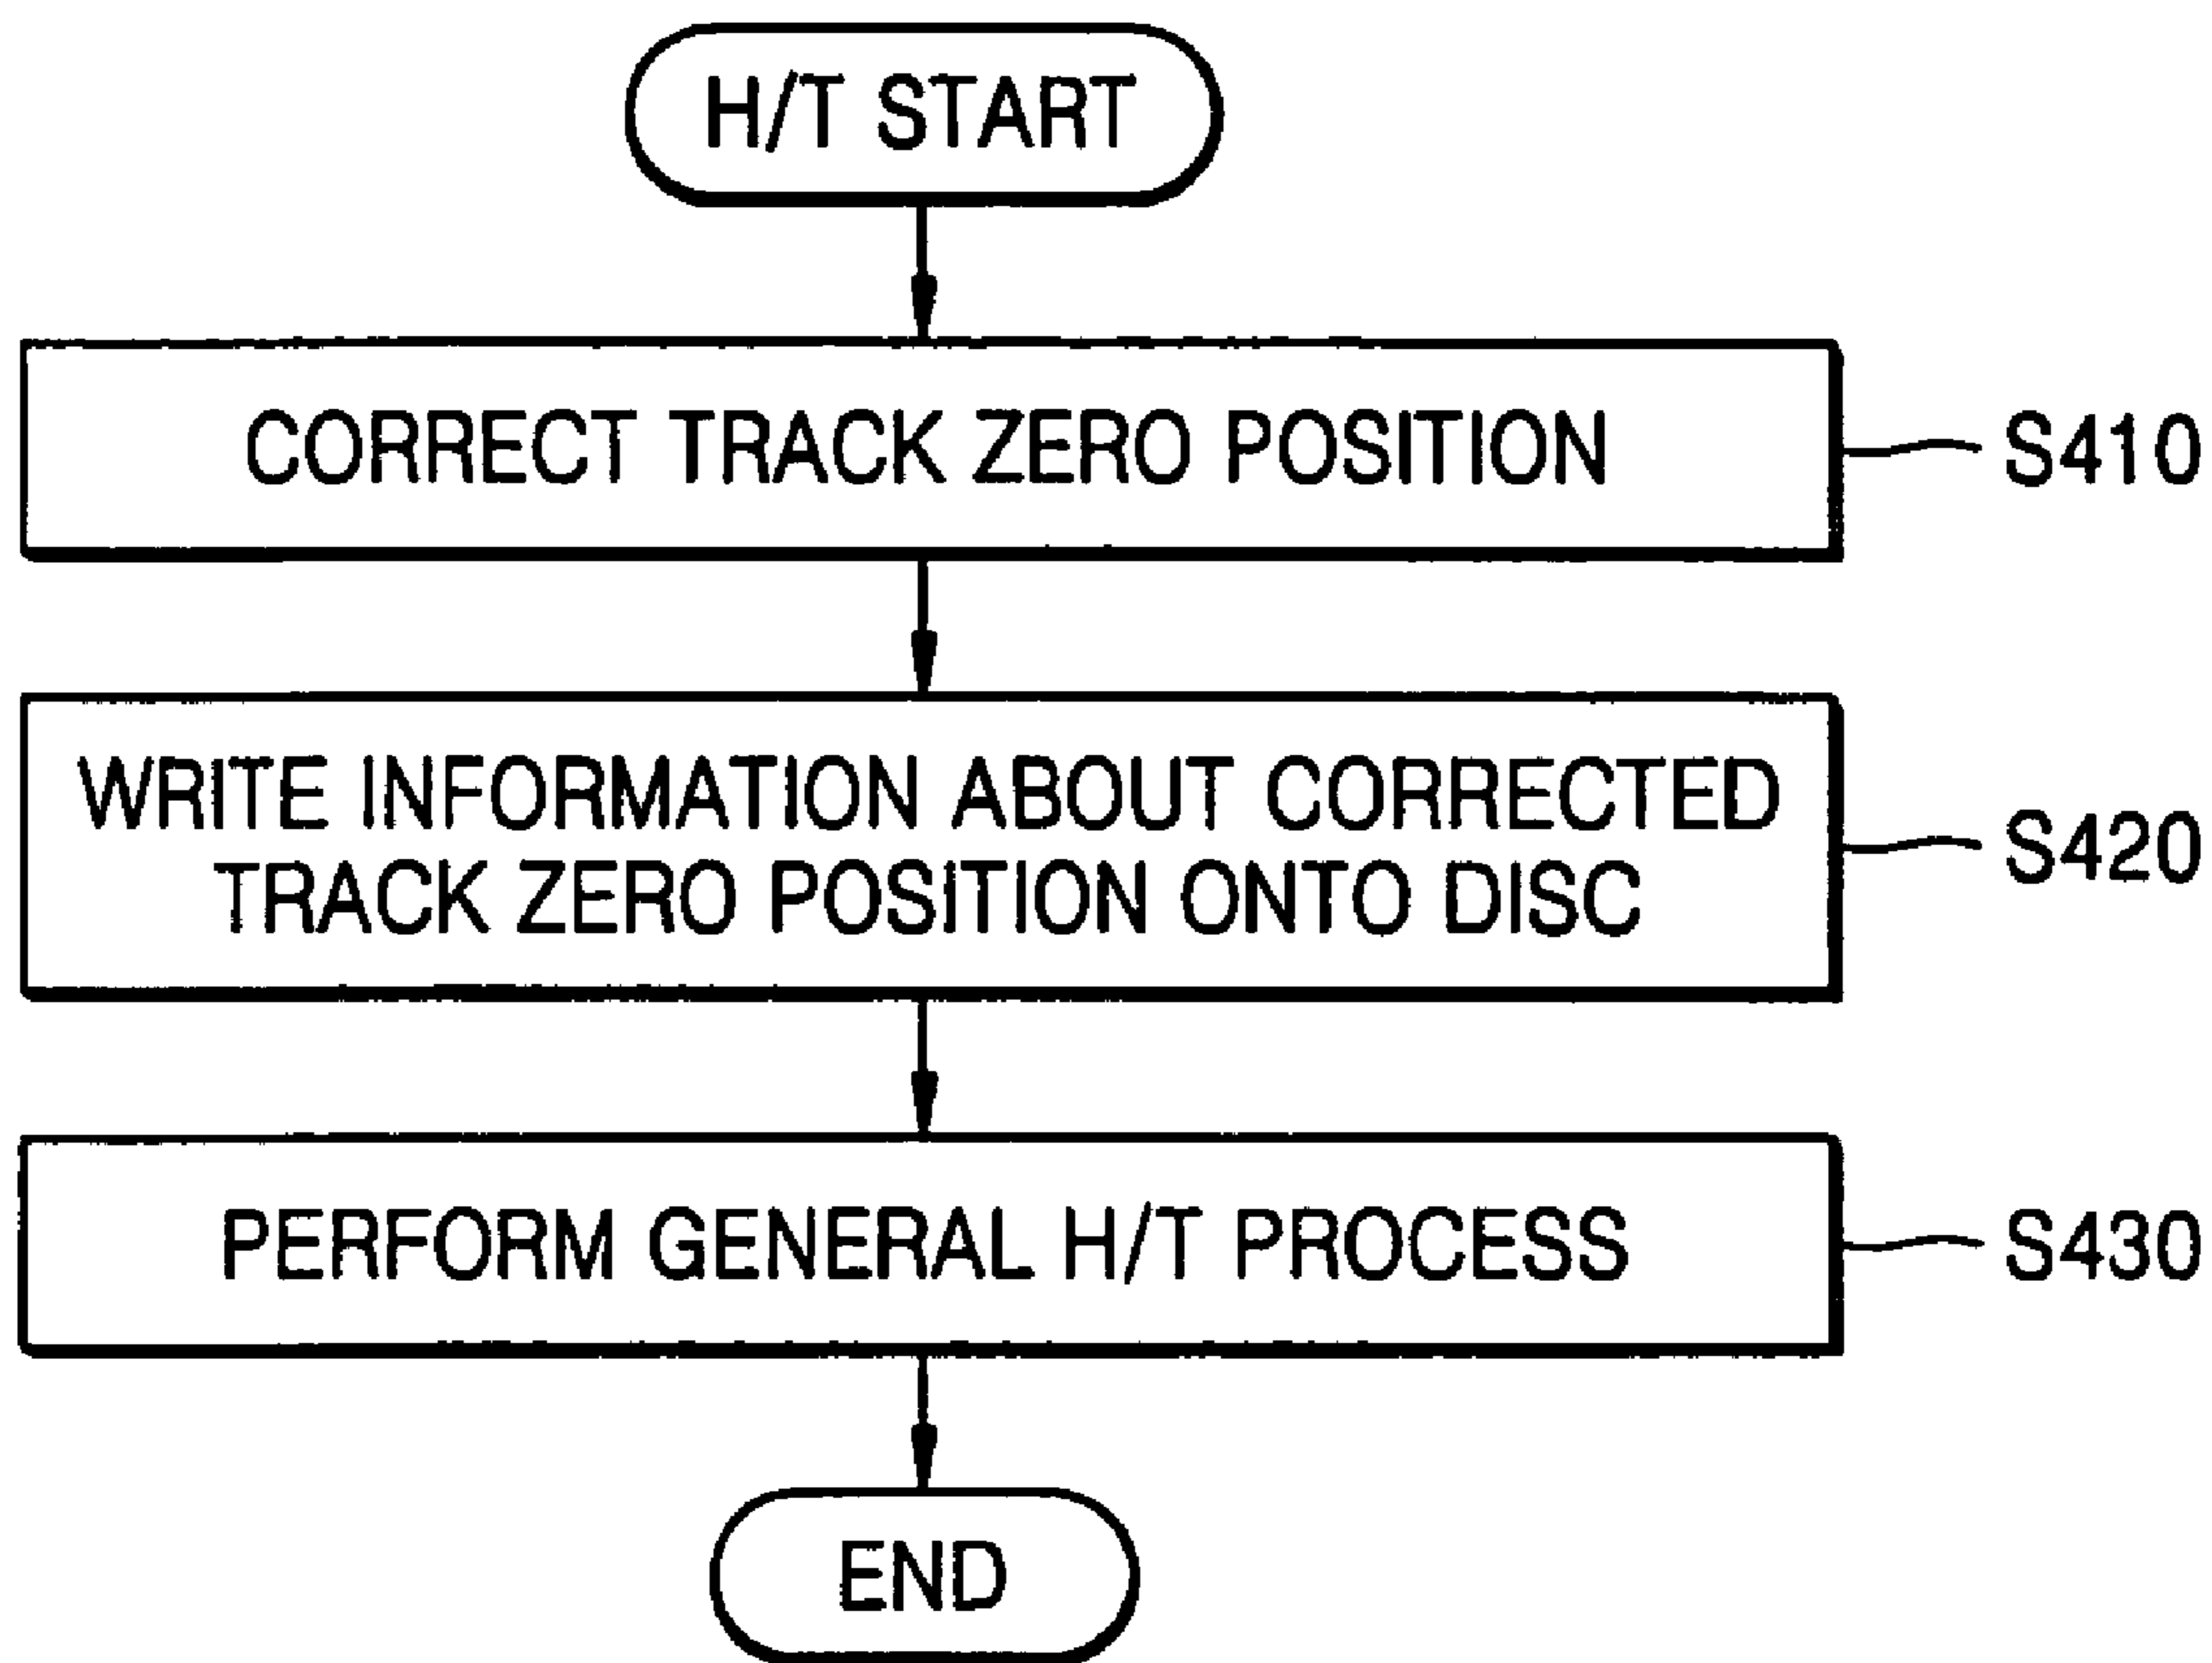 H/T START
CORRECT TRACK ZERO POSITION
S410
WRITE INFORMATION ABOUT CORRECTED
TRACK ZERO POSITION ONTO DISC
S420
PERFORM GENERAL H/T PROCESS
S430
END